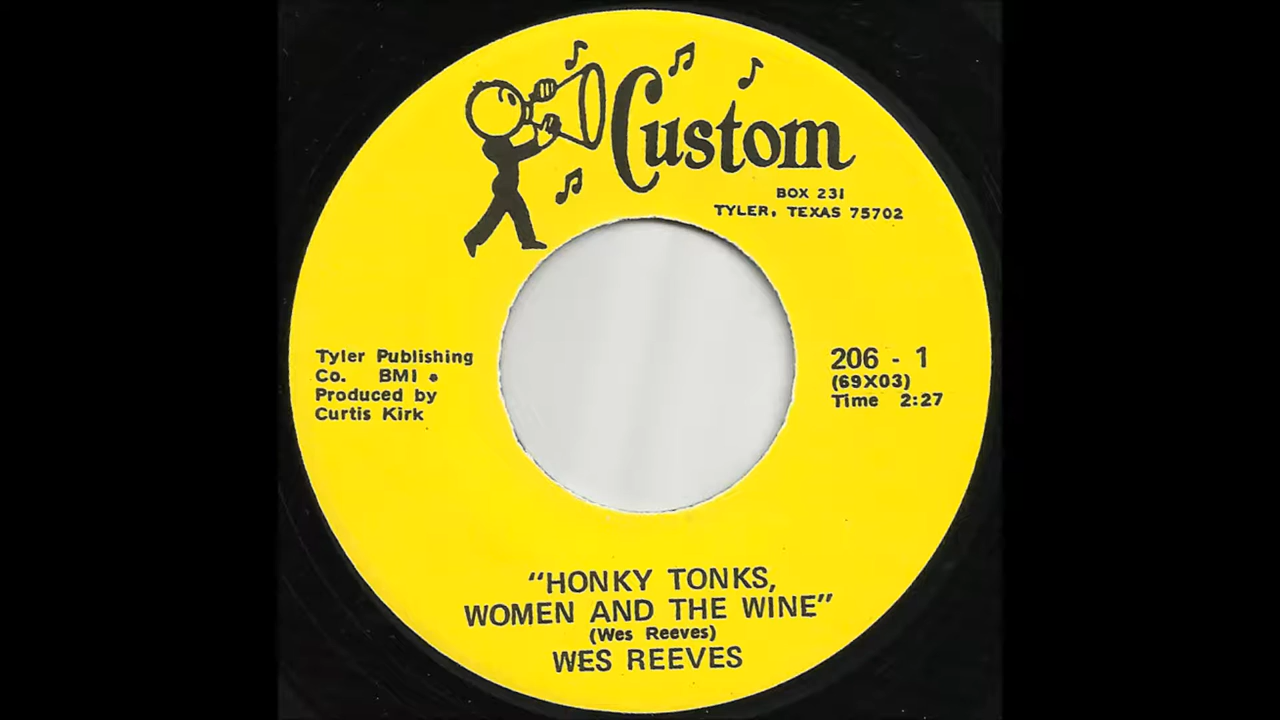 Custom
BOX 231
TYLER, TEXAS 75702
Tyler Publishing
Co. BMI
Produced by
Curtis Kirk
206 - 1
(69X03)
Time 2:27
"HONKY TONKS,
WOMEN AND THE WINE"
(Wes Reeves)
WES REEVES